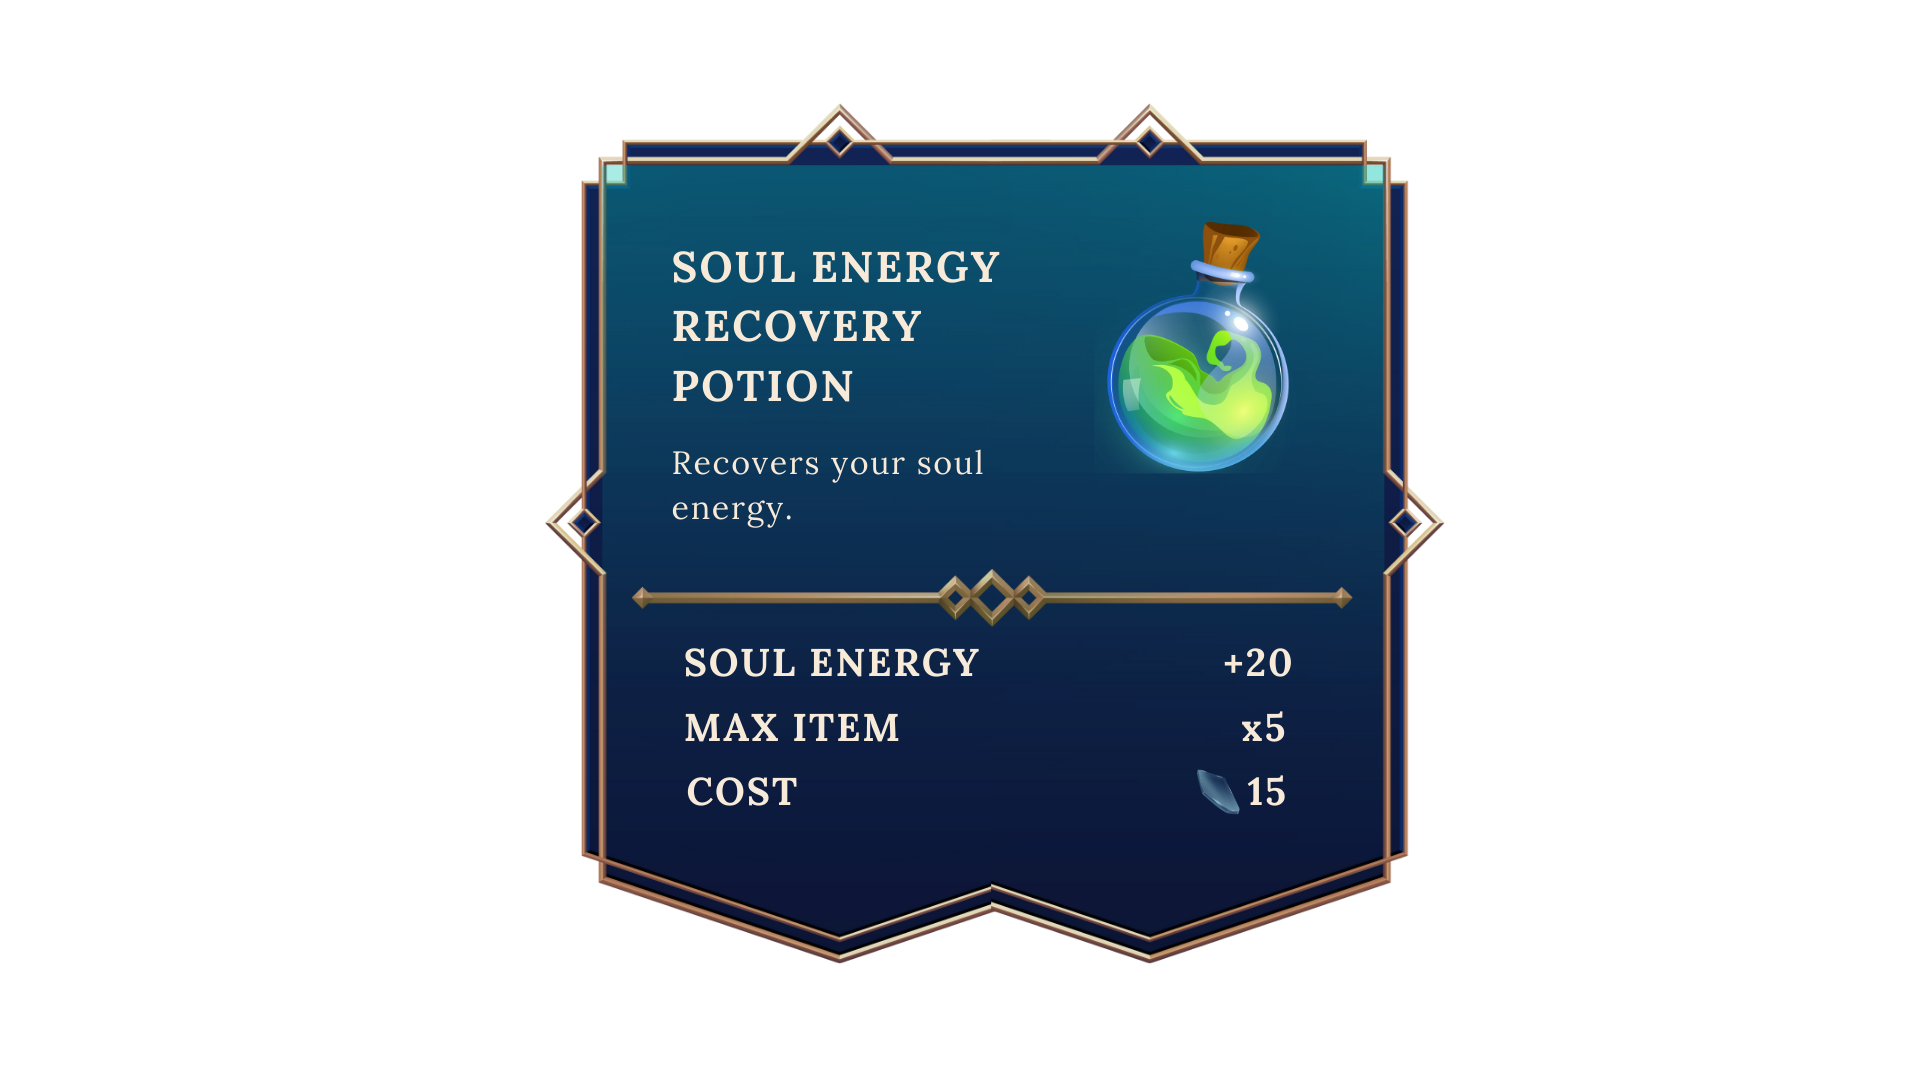 SOUL ENERGY
RECOVERY
POTION
Recovers your soul
energy.
SOUL ENERGY +20
MAX ITEM x5
COST 15